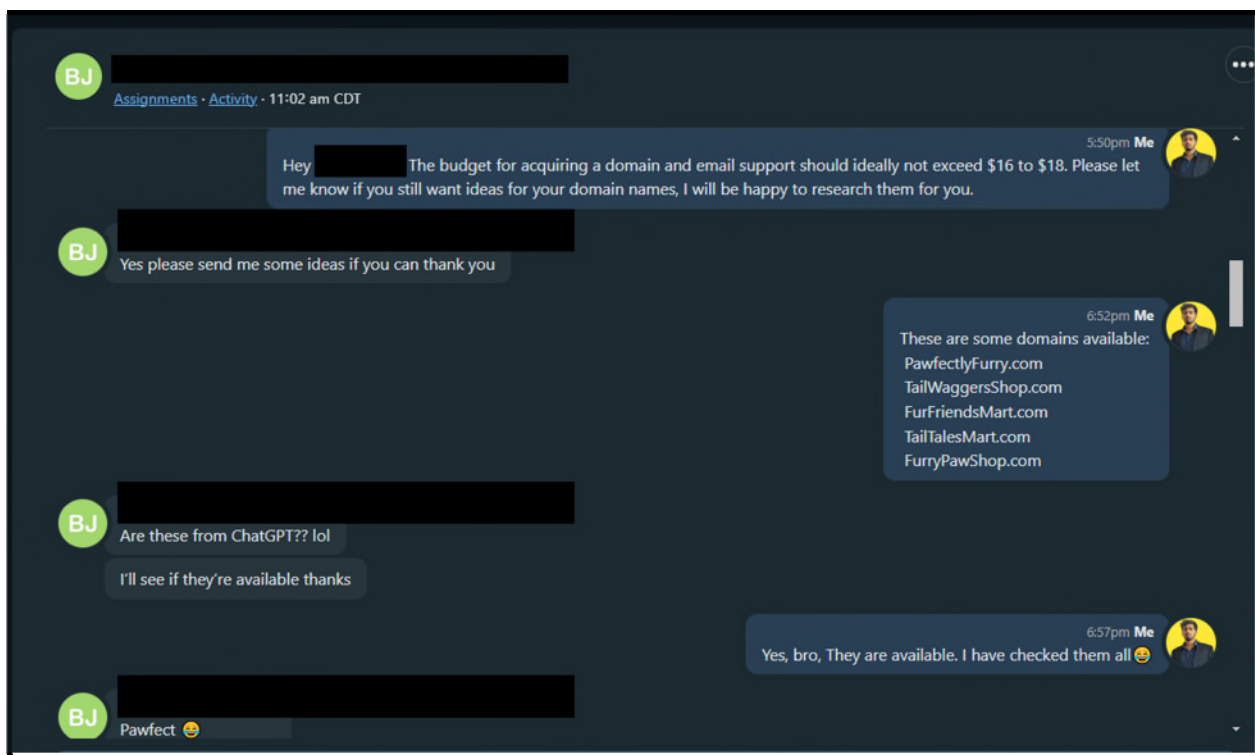 BJ
Assignments · Activity · 11:02 am CDT
5:50pm Me
Hey The budget for acquiring a domain and email support should ideally not exceed $16 to $18. Please let
me know if you still want ideas for your domain names, I will be happy to research them for you.
BJ
Yes please send me some ideas if you can thank you
6:52pm Me
These are some domains available:
PawfectlyFurry.com
TailWaggersShop.com
FurFriendsMart.com
TailTalesMart.com
FurryPawShop.com
BJ
Are these from ChatGPT?? lol
I'll see if they're available thanks
6:57pm Me
Yes, bro, They are available. I have checked them all😂
BJ
Pawfect 😂